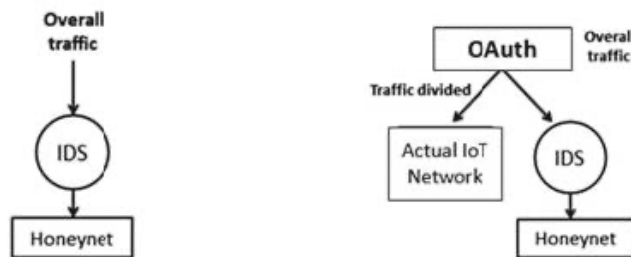 Overall
traffic
IDS
Honeynet
OAuth
Overall
traffic
Traffic divided
Actual IoT
Network
IDS
Honeynet